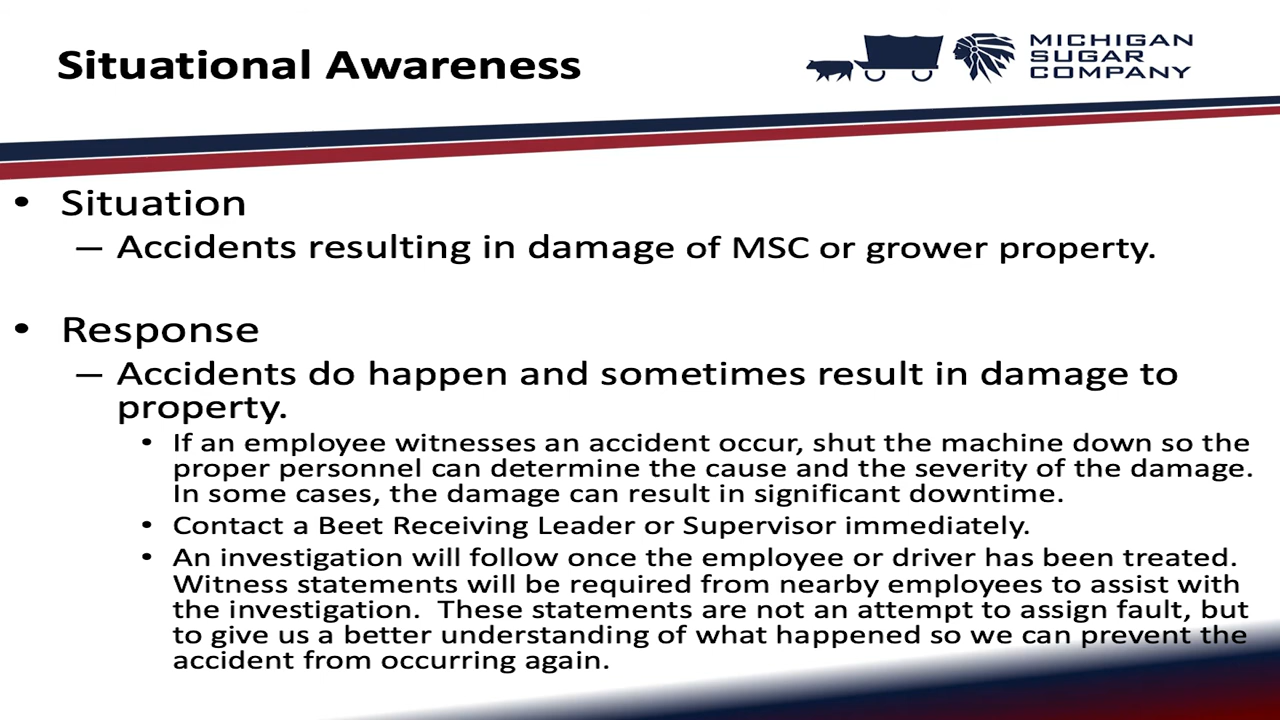 Situational Awareness
MICHIGAN
SUGAR
COMPANY
• Situation
– Accidents resulting in damage of MSC or grower property.
• Response
– Accidents do happen and sometimes result in damage to
property.
• If an employee witnesses an accident occur, shut the machine down so the
proper personnel can determine the cause and the severity of the damage.
In some cases, the damage can result in significant downtime.
• Contact a Beet Receiving Leader or Supervisor immediately.
• An investigation will follow once the employee or driver has been treated.
Witness statements will be required from nearby employees to assist with
the investigation.  These statements are not an attempt to assign fault, but
to give us a better understanding of what happened so we can prevent the
accident from occurring again.